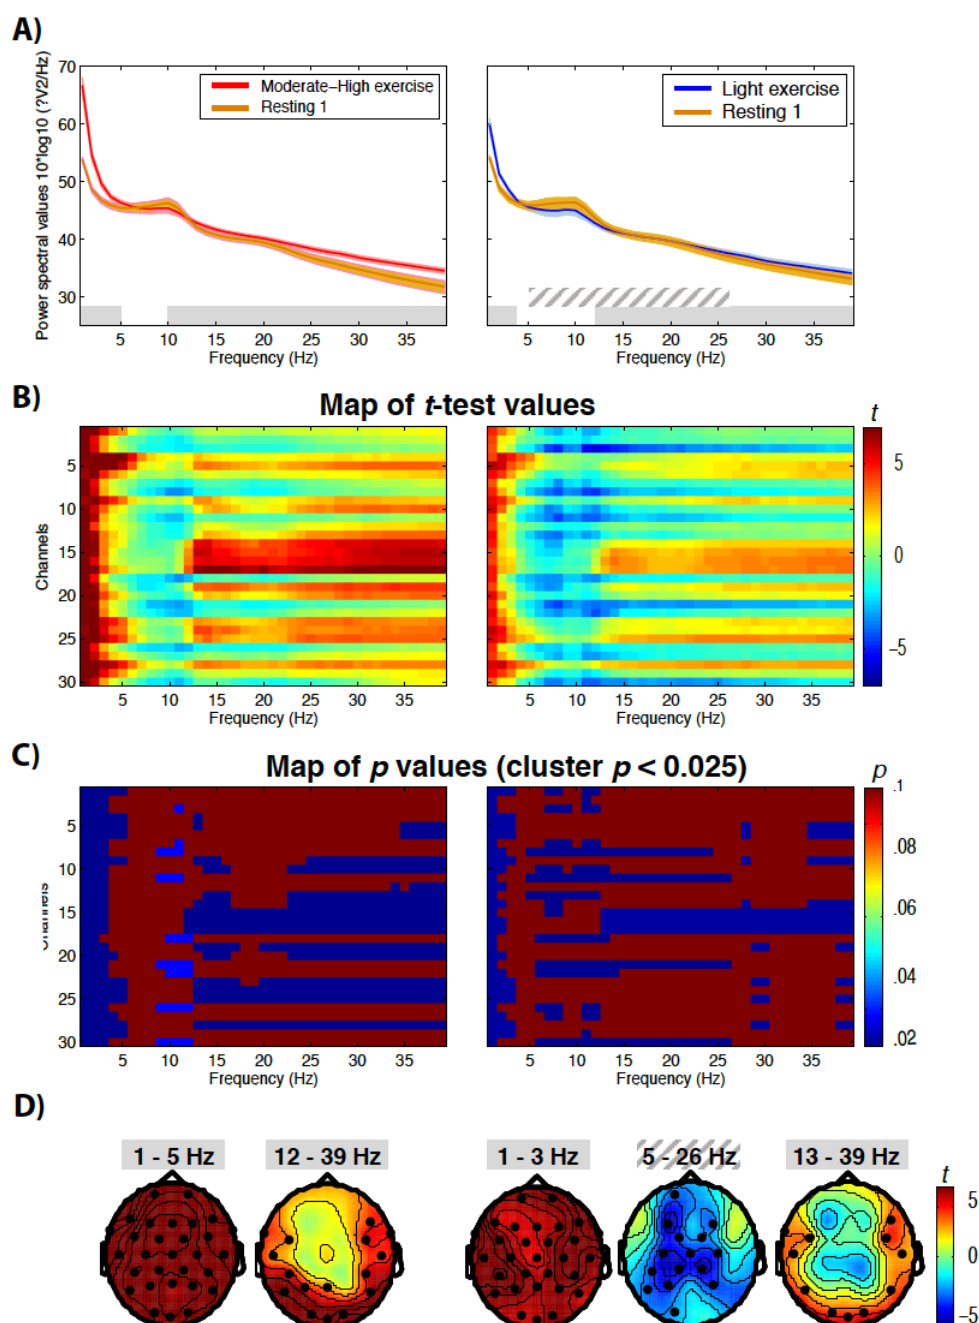 A)
70
60
50
40
30
Power spectral values 10*log10 (?V2/Hz)
Moderate-High exercise
Resting 1
5 10 15 20 25 30 35
Frequency (Hz)
Light exercise
Resting 1
5 10 15 20 25 30 35
Frequency (Hz)
B)
Map of t-test values
t
5
10
15
20
25
30
Channels
5 10 15 20 25 30 35
Frequency (Hz)
5 10 15 20 25 30 35
Frequency (Hz)
5
0
-5
C)
Map of p values (cluster p < 0.025)
p
5
10
15
20
25
30
Channels
5 10 15 20 25 30 35
Frequency (Hz)
5 10 15 20 25 30 35
Frequency (Hz)
.1
.08
.06
.04
.02
D)
1 - 5 Hz
12 - 39 Hz
1 - 3 Hz
5 - 26 Hz
13 - 39 Hz
t
5
0
-5